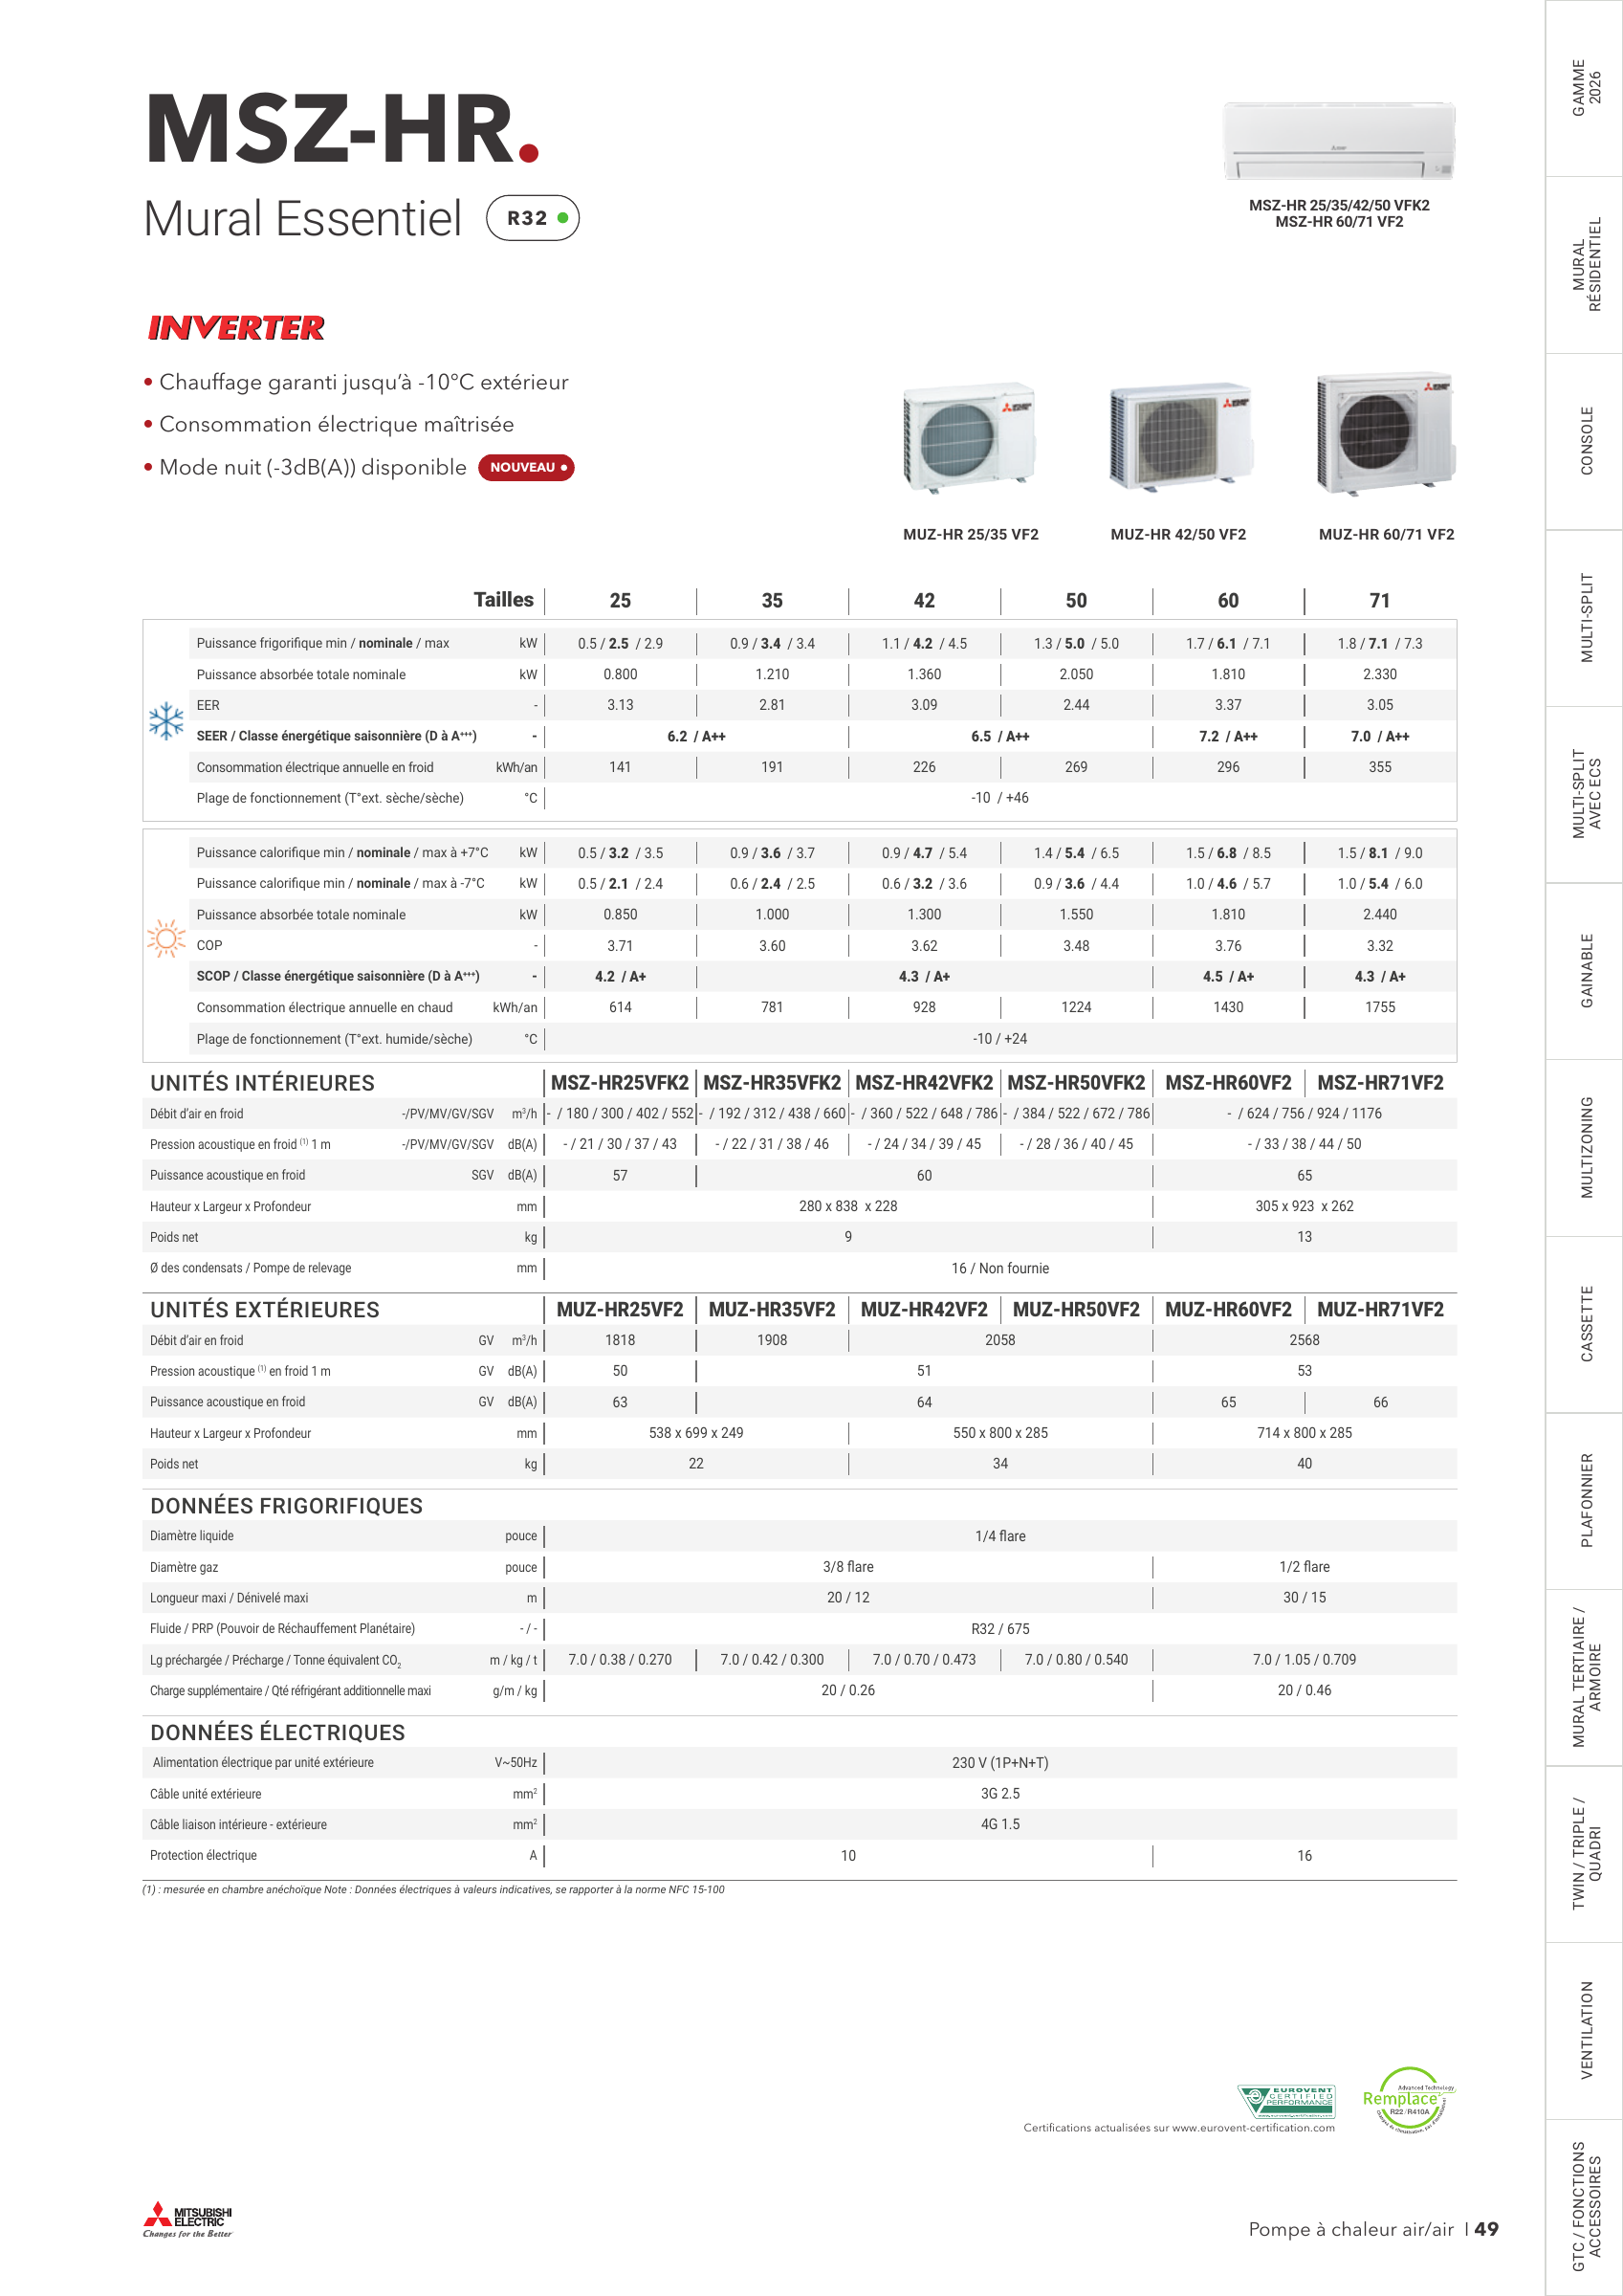 MSZ-HR.
Mural Essentiel R32
MSZ-HR 25/35/42/50 VFK2
MSZ-HR 60/71 VF2
INVERTER
• Chauffage garanti jusqu'à -10°C extérieur
• Consommation électrique maîtrisée
• Mode nuit (-3dB(A)) disponible NOUVEAU
MUZ-HR 25/35 VF2 MUZ-HR 42/50 VF2 MUZ-HR 60/71 VF2
Tailles 25 35 42 50 60 71
Puissance frigorifique min / nominale / max kW 0.5 / 2.5 / 2.9 0.9 / 3.4 / 3.4 1.1 / 4.2 / 4.5 1.3 / 5.0 / 5.0 1.7 / 6.1 / 7.1 1.8 / 7.1 / 7.3
Puissance absorbée totale nominale kW 0.800 1.210 1.360 2.050 1.810 2.330
EER - 3.13 2.81 3.09 2.44 3.37 3.05
SEER / Classe énergétique saisonnière (D à A+++) - 6.2 / A++ 6.5 / A++ 7.2 / A++ 7.0 / A++
Consommation électrique annuelle en froid kWh/an 141 191 226 269 296 355
Plage de fonctionnement (T°ext. sèche/sèche) °C -10 / +46
Puissance calorifique min / nominale / max à +7°C kW 0.5 / 3.2 / 3.5 0.9 / 3.6 / 3.7 0.9 / 4.7 / 5.4 1.4 / 5.4 / 6.5 1.5 / 6.8 / 8.5 1.5 / 8.1 / 9.0
Puissance calorifique min / nominale / max à -7°C kW 0.5 / 2.1 / 2.4 0.6 / 2.4 / 2.5 0.6 / 3.2 / 3.6 0.9 / 3.6 / 4.4 1.0 / 4.6 / 5.7 1.0 / 5.4 / 6.0
Puissance absorbée totale nominale kW 0.850 1.000 1.300 1.550 1.810 2.440
COP - 3.71 3.60 3.62 3.48 3.76 3.32
SCOP / Classe énergétique saisonnière (D à A+++) - 4.2 / A+ 4.3 / A+ 4.5 / A+ 4.3 / A+
Consommation électrique annuelle en chaud kWh/an 614 781 928 1224 1430 1755
Plage de fonctionnement (T°ext. humide/sèche) °C -10 / +24
UNITÉS INTÉRIEURES MSZ-HR25VFK2 MSZ-HR35VFK2 MSZ-HR42VFK2 MSZ-HR50VFK2 MSZ-HR60VF2 MSZ-HR71VF2
Débit d'air en froid -/PV/MV/GV/SGV m³/h - / 180 / 300 / 402 / 552 - / 192 / 312 / 438 / 660 - / 360 / 522 / 648 / 786 - / 384 / 522 / 672 / 786 - / 624 / 756 / 924 / 1176
Pression acoustique en froid (1) 1 m -/PV/MV/GV/SGV dB(A) - / 21 / 30 / 37 / 43 - / 22 / 31 / 38 / 46 - / 24 / 34 / 39 / 45 - / 28 / 36 / 40 / 45 - / 33 / 38 / 44 / 50
Puissance acoustique en froid SGV dB(A) 57 60 65
Hauteur x Largeur x Profondeur mm 280 x 838 x 228 305 x 923 x 262
Poids net kg 9 13
Ø des condensats / Pompe de relevage mm 16 / Non fournie
UNITÉS EXTÉRIEURES MUZ-HR25VF2 MUZ-HR35VF2 MUZ-HR42VF2 MUZ-HR50VF2 MUZ-HR60VF2 MUZ-HR71VF2
Débit d'air en froid GV m³/h 1818 1908 2058 2568
Pression acoustique (1) en froid 1 m GV dB(A) 50 51 53
Puissance acoustique en froid GV dB(A) 63 64 65 66
Hauteur x Largeur x Profondeur mm 538 x 699 x 249 550 x 800 x 285 714 x 800 x 285
Poids net kg 22 34 40
DONNÉES FRIGORIFIQUES
Diamètre liquide pouce 1/4 flare
Diamètre gaz pouce 3/8 flare 1/2 flare
Longueur maxi / Dénivelé maxi m 20 / 12 30 / 15
Fluide / PRP (Pouvoir de Réchauffement Planétaire) - / - R32 / 675
Lg préchargée / Précharge / Tonne équivalent CO₂ m / kg / t 7.0 / 0.38 / 0.270 7.0 / 0.42 / 0.300 7.0 / 0.70 / 0.473 7.0 / 0.80 / 0.540 7.0 / 1.05 / 0.709
Charge supplémentaire / Qté réfrigérant additionnelle maxi g/m / kg 20 / 0.26 20 / 0.46
DONNÉES ÉLECTRIQUES
Alimentation électrique par unité extérieure V~50Hz 230 V (1P+N+T)
Câble unité extérieure mm² 3G 2.5
Câble liaison intérieure - extérieure mm² 4G 1.5
Protection électrique A 10 16
(1) : mesurée en chambre anéchoïque Note : Données électriques à valeurs indicatives, se rapporter à la norme NFC 15-100
EUROVENT
CERTIFIED
PERFORMANCE
Certifications actualisées sur www.eurovent-certification.com
Advanced Technology
Remplace
R22 / R410A
MITSUBISHI
ELECTRIC
Changes for the Better
Pompe à chaleur air/air I 49
GAMME
2026
MURAL
RÉSIDENTIEL
CONSOLE
MULTI-SPLIT
MULTI-SPLIT
AVEC ECS
GAINABLE
MULTIZONING
CASSETTE
PLAFONNIER
MURAL TERTIAIRE /
ARMOIRE
TWIN / TRIPLE /
QUADRI
VENTILATION
GTC / FONCTIONS
ACCESSOIRES